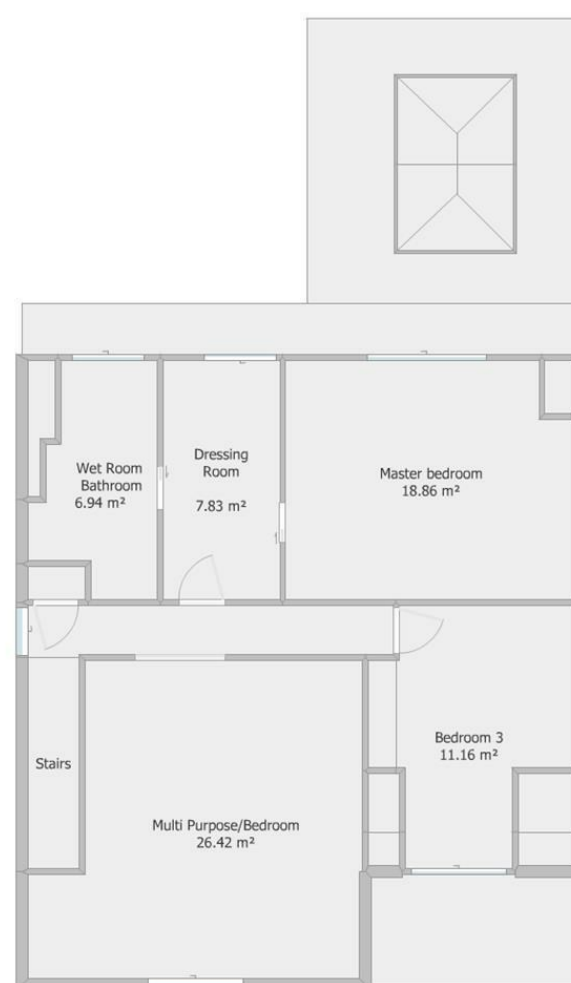 Wet Room
Bathroom
6.94 m²
Dressing
Room
7.83 m²
Master bedroom
18.86 m²
Stairs
Multi Purpose/Bedroom
26.42 m²
Bedroom 3
11.16 m²